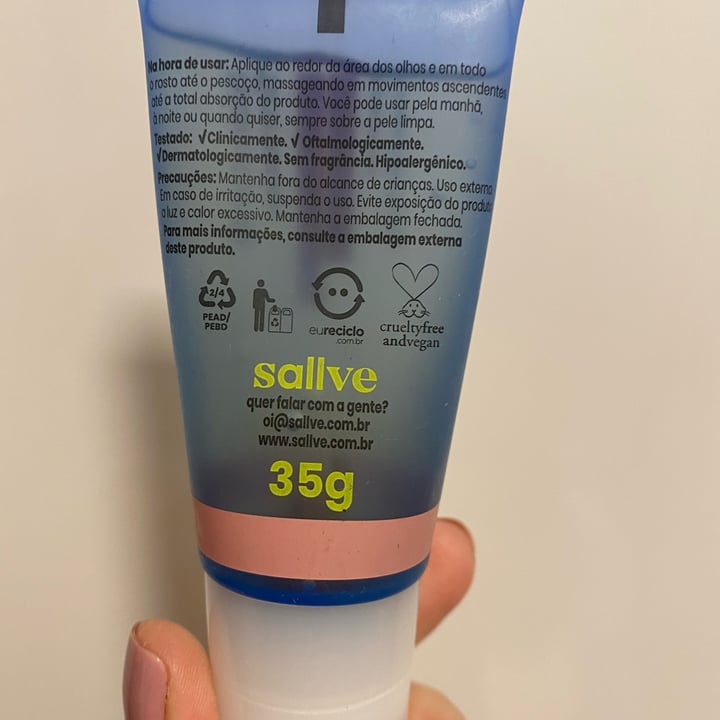 Na hora de usar: Aplique ao redor da área dos olhos e em todo
o rosto até o pescoço, massageando em movimentos ascendentes
até a total absorção do produto. Você pode usar pela manhã,
à noite ou quando quiser, sempre sobre a pele limpa.
Testado: √Clinicamente. √ Oftalmologicamente.
√Dermatologicamente. Sem fragrância. Hipoalergênico.
Precauções: Mantenha fora do alcance de crianças. Uso externo.
Em caso de irritação, suspenda o uso. Evite exposição do produto
a luz e calor excessivo. Mantenha a embalagem fechada.
Para mais informações, consulte a embalagem externa
deste produto.
2/4
PEAD/
PEBD
eureciclo
.com.br
crueltyfree
andvegan
sallve
quer falar com a gente?
oi@sallve.com.br
www.sallve.com.br
35g